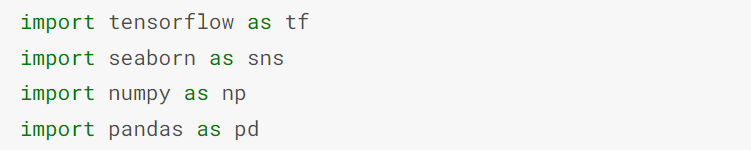 import tensorflow as tf
import seaborn as sns
import numpy as np
import pandas as pd